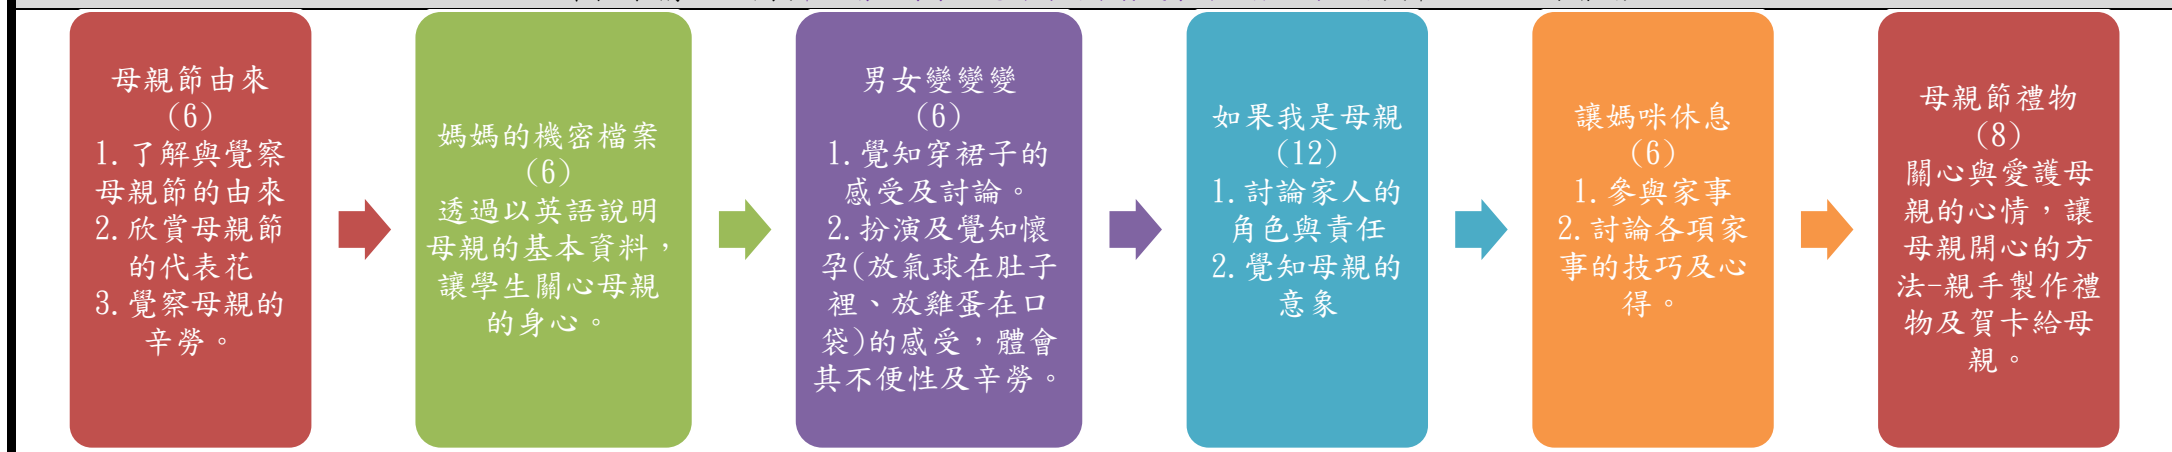 母親節由來
(6)
1.了解與覺察
母親節的由來
2.欣賞母親節
的代表花
3.覺察母親的
辛勞。
媽媽的機密檔案
(6)
透過以英語說明
母親的基本資料，
讓學生關心母親
的身心。
男女變變變
(6)
1.覺知穿裙子的
感受及討論。
2.扮演及覺知懷
孕(放氣球在肚子
裡、放雞蛋在口
袋)的感受，體會
其不便性及辛勞。
如果我是母親
(12)
1.討論家人的
角色與責任
2.覺知母親的
意象
讓媽咪休息
(6)
1.參與家事
2.討論各項家
事的技巧及心
得。
母親節禮物
(8)
關心與愛護母
親的心情，讓
母親開心的方
法-親手製作禮
物及賀卡給母
親。